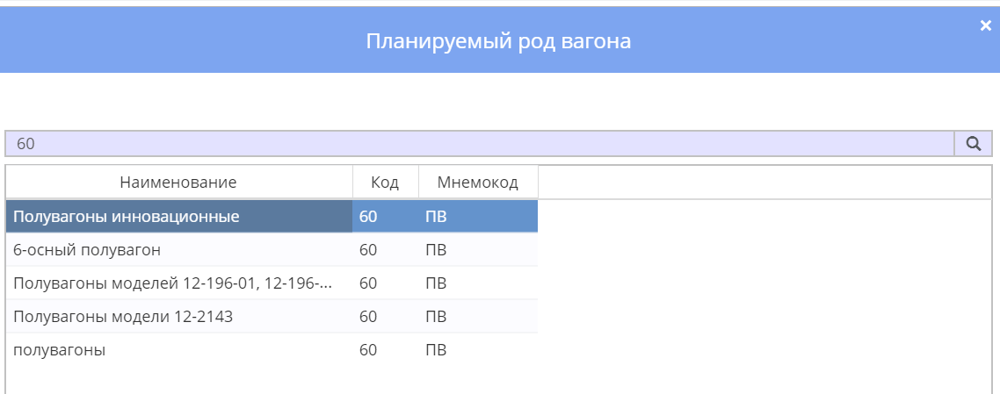 Планируемый род вагона
×
60
Наименование Код Мнемокод
Полувагоны инновационные 60 ПВ
6-осный полувагон 60 ПВ
Полувагоны моделей 12-196-01, 12-196-... 60 ПВ
Полувагоны модели 12-2143 60 ПВ
полувагоны 60 ПВ